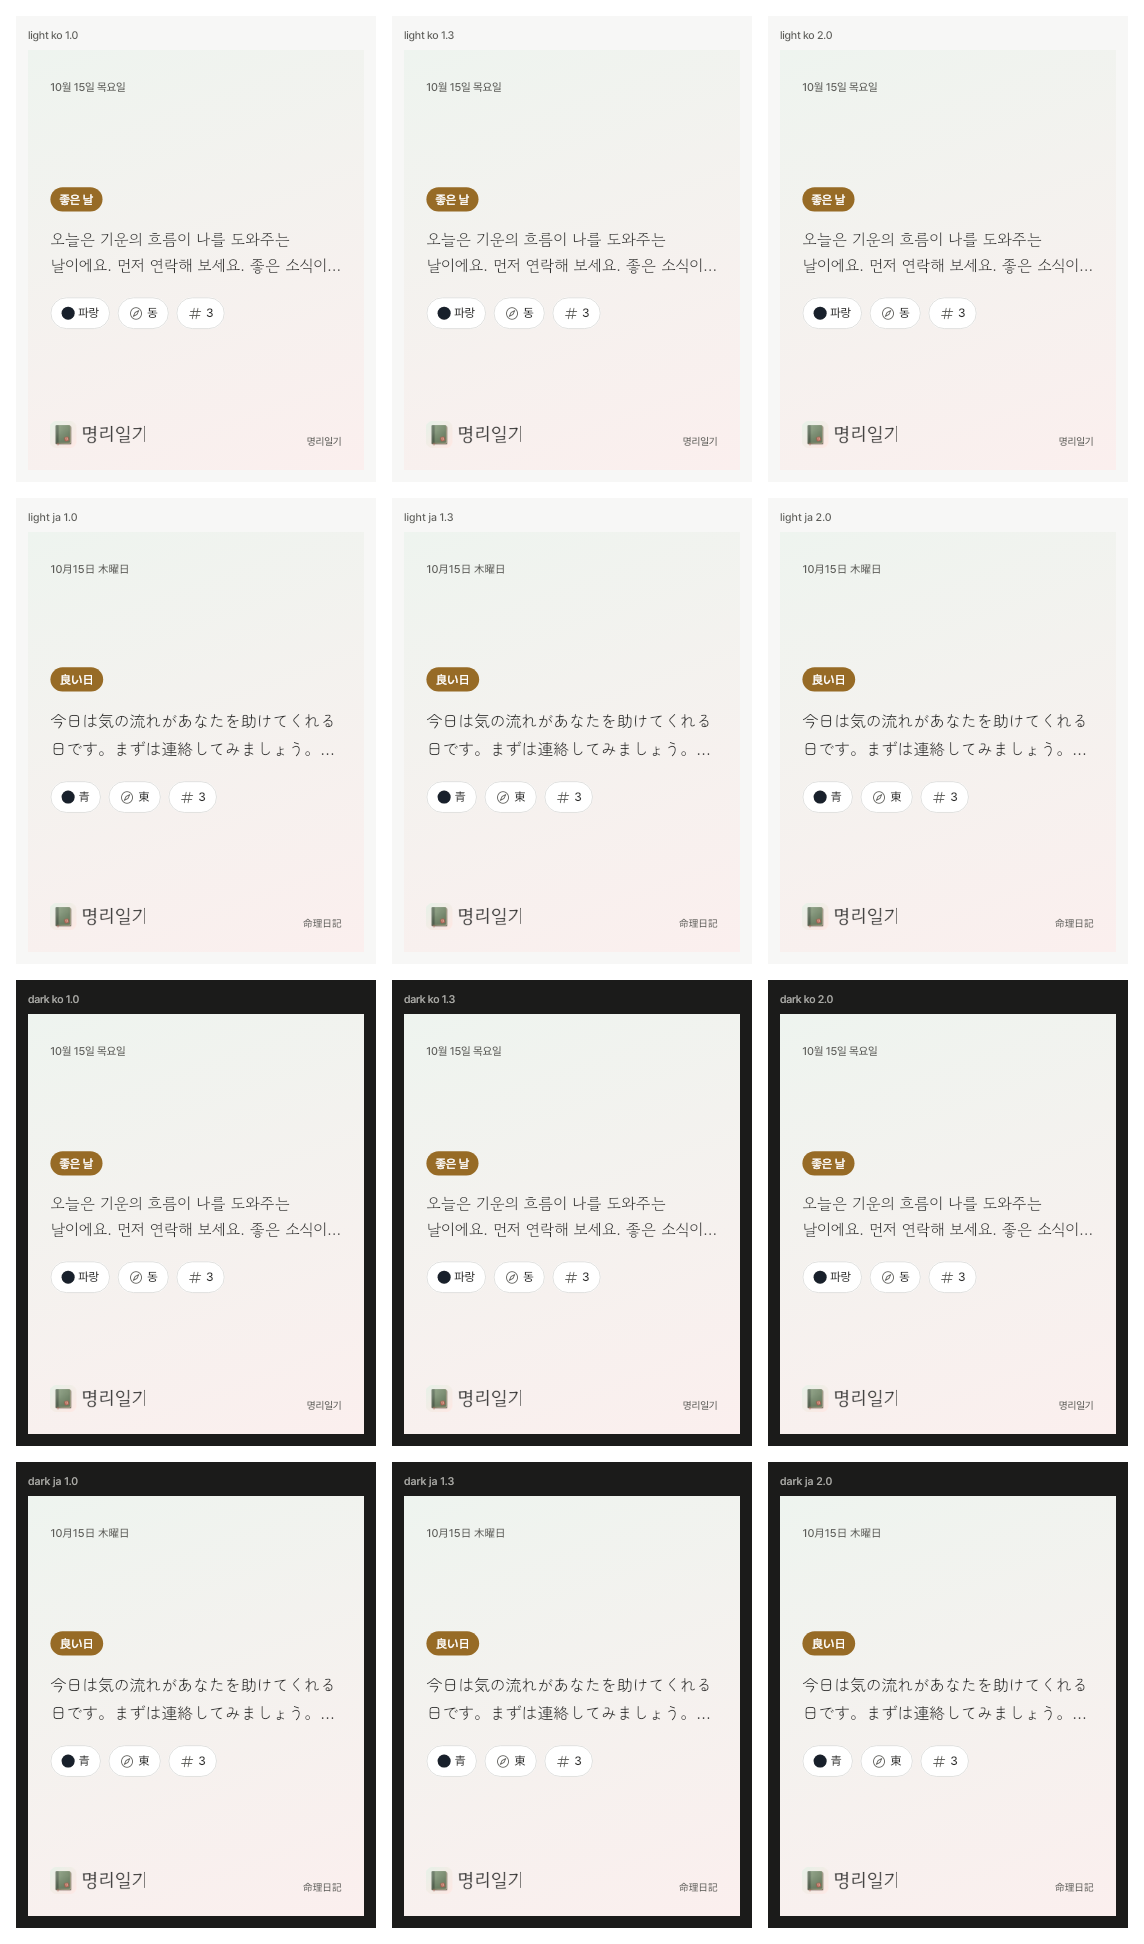 light ko 1.0
10월 15일 목요일
좋은 날
오늘은 기운의 흐름이 나를 도와주는
날이에요. 먼저 연락해 보세요. 좋은 소식이...
파랑
동
3
명리일기
명리일기
light ko 1.3
10월 15일 목요일
좋은 날
오늘은 기운의 흐름이 나를 도와주는
날이에요. 먼저 연락해 보세요. 좋은 소식이...
파랑
동
3
명리일기
명리일기
light ko 2.0
10월 15일 목요일
좋은 날
오늘은 기운의 흐름이 나를 도와주는
날이에요. 먼저 연락해 보세요. 좋은 소식이...
파랑
동
3
명리일기
명리일기
light ja 1.0
10月15日 木曜日
良い日
今日は気の流れがあなたを助けてくれる
日です。まずは連絡してみましょう。...
青
東
3
명리일기
命理日記
light ja 1.3
10月15日 木曜日
良い日
今日は気の流れがあなたを助けてくれる
日です。まずは連絡してみましょう。...
青
東
3
명리일기
命理日記
light ja 2.0
10月15日 木曜日
良い日
今日は気の流れがあなたを助けてくれる
日です。まずは連絡してみましょう。...
青
東
3
명리일기
命理日記
dark ko 1.0
10월 15일 목요일
좋은 날
오늘은 기운의 흐름이 나를 도와주는
날이에요. 먼저 연락해 보세요. 좋은 소식이...
파랑
동
3
명리일기
명리일기
dark ko 1.3
10월 15일 목요일
좋은 날
오늘은 기운의 흐름이 나를 도와주는
날이에요. 먼저 연락해 보세요. 좋은 소식이...
파랑
동
3
명리일기
명리일기
dark ko 2.0
10월 15일 목요일
좋은 날
오늘은 기운의 흐름이 나를 도와주는
날이에요. 먼저 연락해 보세요. 좋은 소식이...
파랑
동
3
명리일기
명리일기
dark ja 1.0
10月15日 木曜日
良い日
今日は気の流れがあなたを助けてくれる
日です。まずは連絡してみましょう。...
青
東
3
명리일기
命理日記
dark ja 1.3
10月15日 木曜日
良い日
今日は気の流れがあなたを助けてくれる
日です。まずは連絡してみましょう。...
青
東
3
명리일기
命理日記
dark ja 2.0
10月15日 木曜日
良い日
今日は気の流れがあなたを助けてくれる
日です。まずは連絡してみましょう。...
青
東
3
명리일기
命理日記